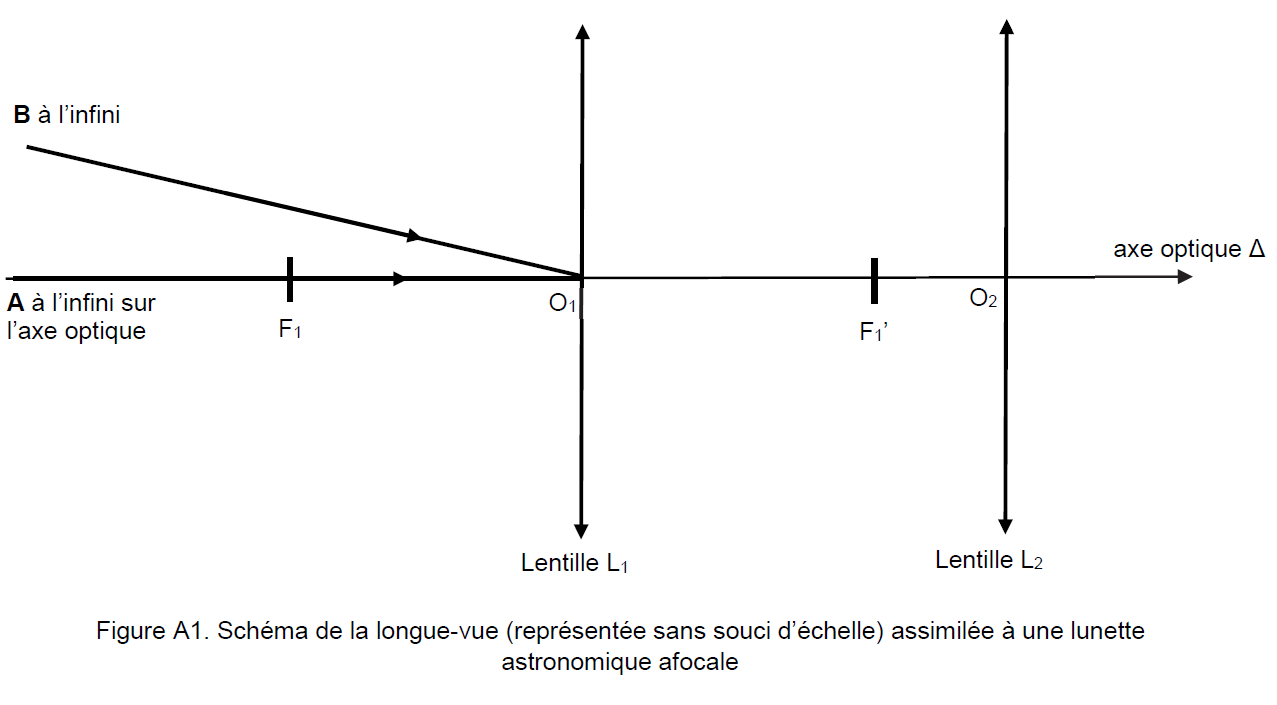 B à l’infini
axe optique Δ
A à l’infini sur
l’axe optique
F1
O1
F1’
O2
Lentille L1
Lentille L2
Figure A1. Schéma de la longue-vue (représentée sans souci d’échelle) assimilée à une lunette
astronomique afocale